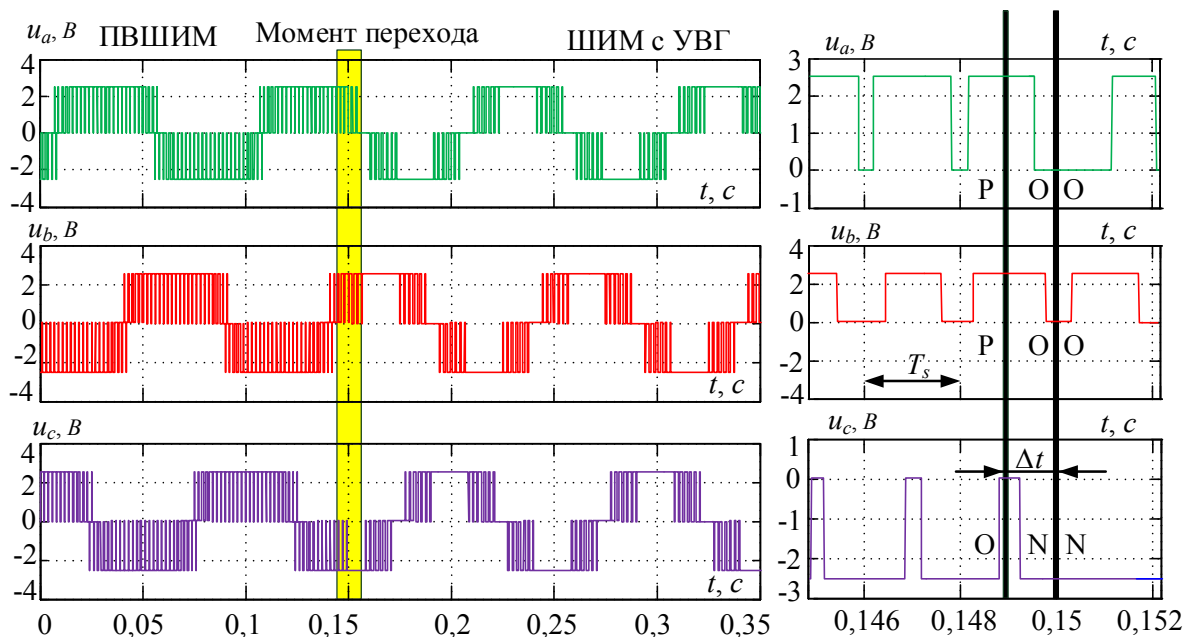 u_a, В ПВШИМ Момент перехода ШИМ с УВГ
4
2
0
-2
-4
t, с
u_b, В
4
2
0
-2
-4
t, с
u_c, В
4
2
0
-2
-4
t, с
0 0,05 0,1 0,15 0,2 0,25 0,3 0,35
u_a, В t, с
3
2
1
0
-1
P O O
u_b, В t, с
4
2
0
-2
-4
P O O
T_s
u_c, В t, с
1
0
-1
-2
-3
Δt
O N N
0,146 0,148 0,15 0,152